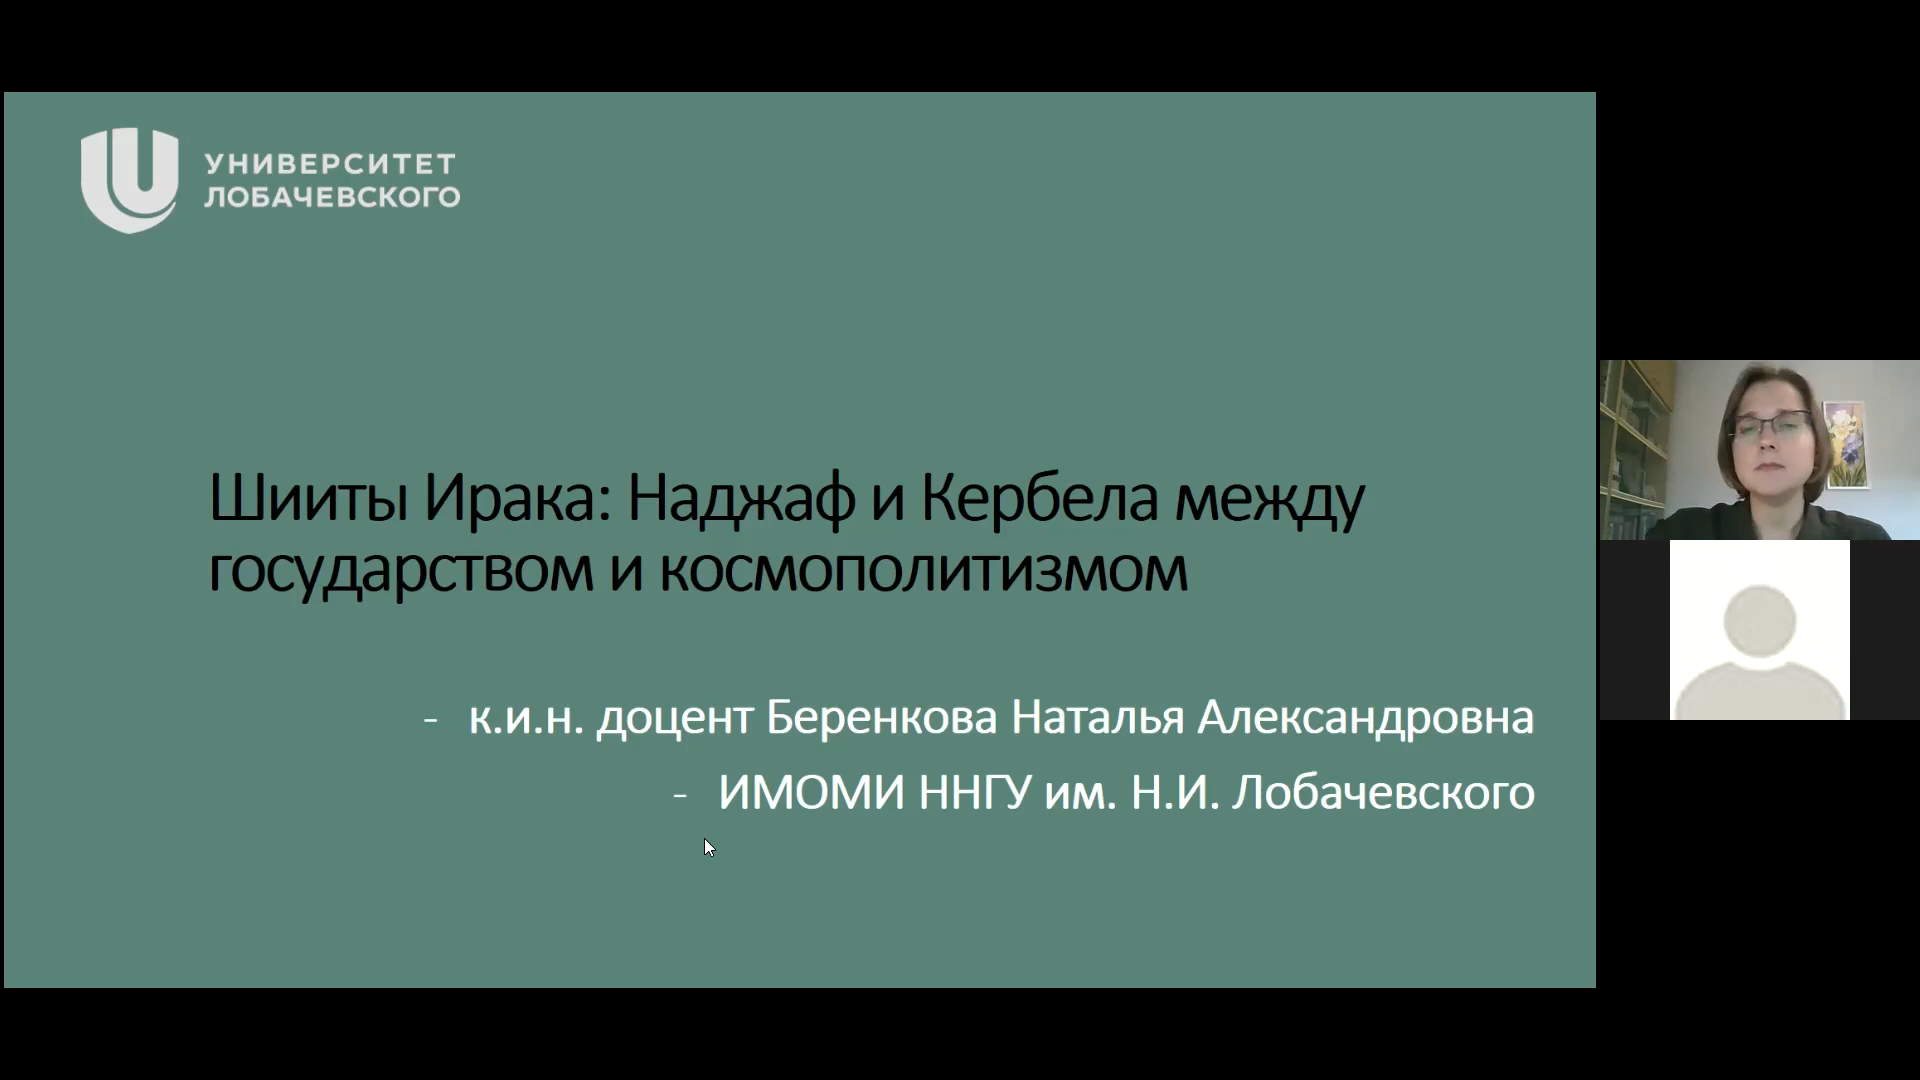 УНИВЕРСИТЕТ
ЛОБАЧЕВСКОГО
Шииты Ирака: Наджаф и Кербела между
государством и космополитизмом
- к.и.н. доцент Беренкова Наталья Александровна
- ИМОМИ ННГУ им. Н.И. Лобачевского